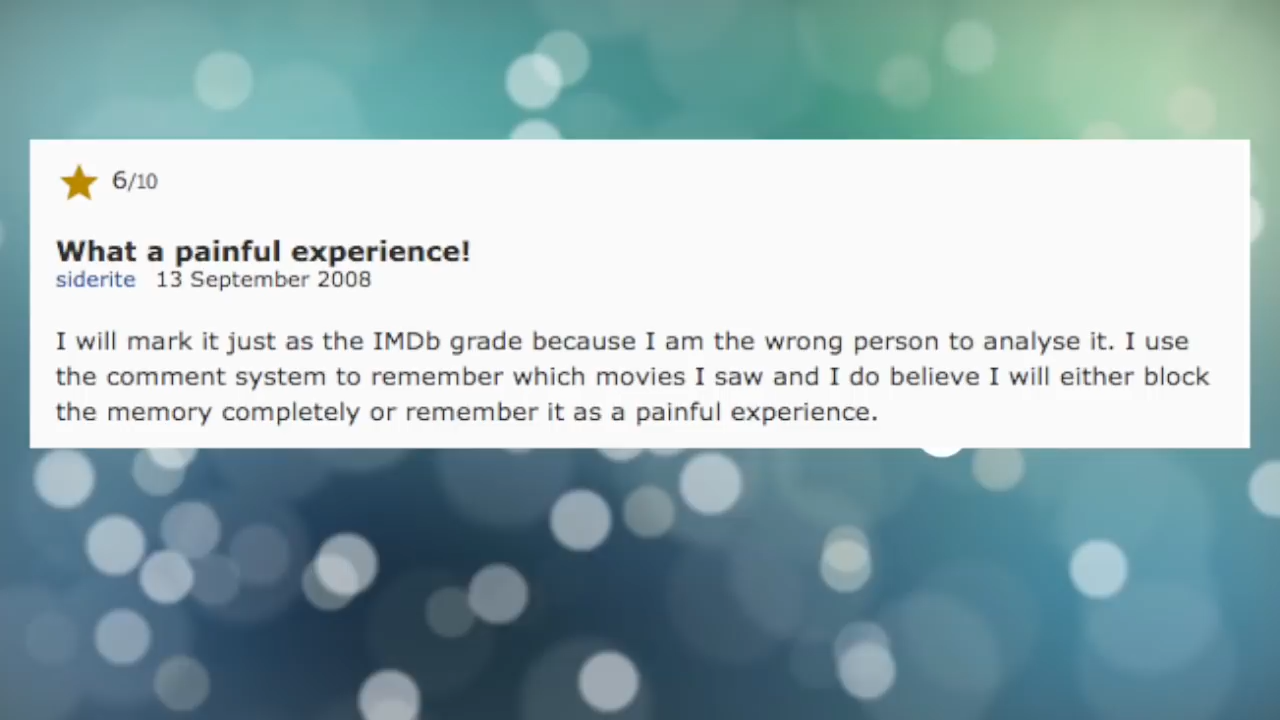 6/10
What a painful experience!
siderite 13 September 2008
I will mark it just as the IMDb grade because I am the wrong person to analyse it. I use
the comment system to remember which movies I saw and I do believe I will either block
the memory completely or remember it as a painful experience.